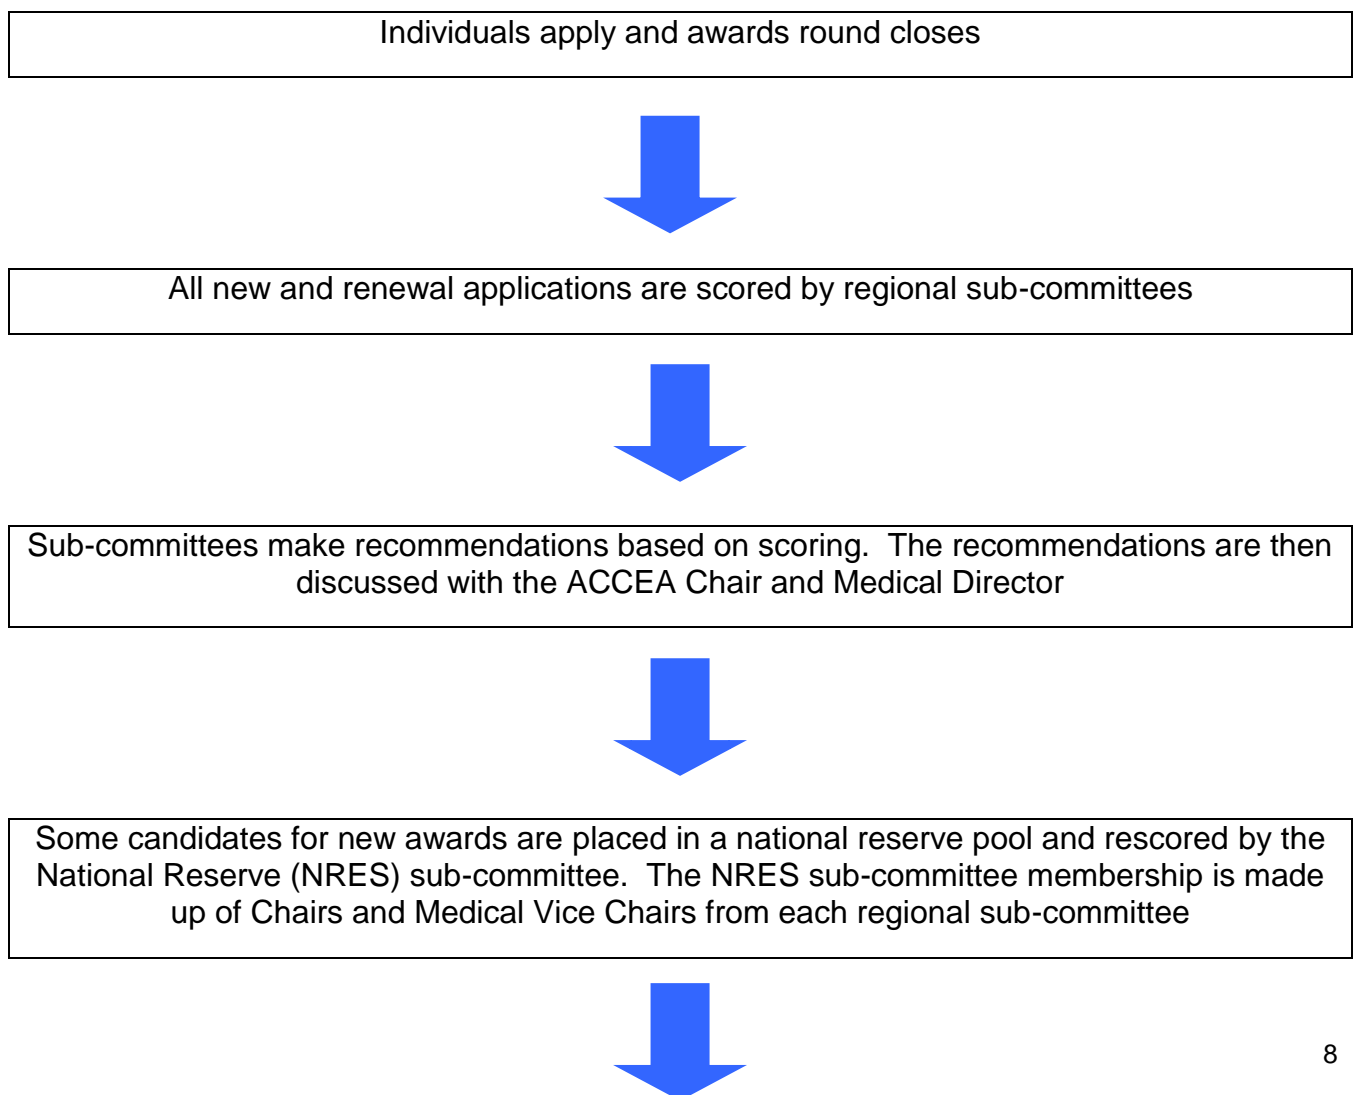 Individuals apply and awards round closes
All new and renewal applications are scored by regional sub-committees
Sub-committees make recommendations based on scoring.  The recommendations are then
discussed with the ACCEA Chair and Medical Director
Some candidates for new awards are placed in a national reserve pool and rescored by the
National Reserve (NRES) sub-committee.  The NRES sub-committee membership is made
up of Chairs and Medical Vice Chairs from each regional sub-committee
8